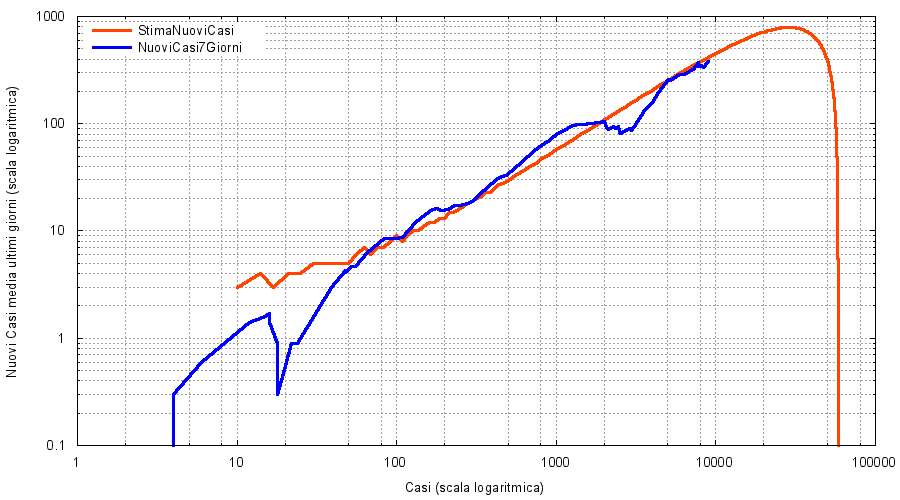 StimaNuoviCasi
NuoviCasi7Giorni
Nuovi Casi media ultimi giorni (scala logaritmica)
1000
100
10
1
0.1
1 10 100 1000 10000 100000
Casi (scala logaritmica)